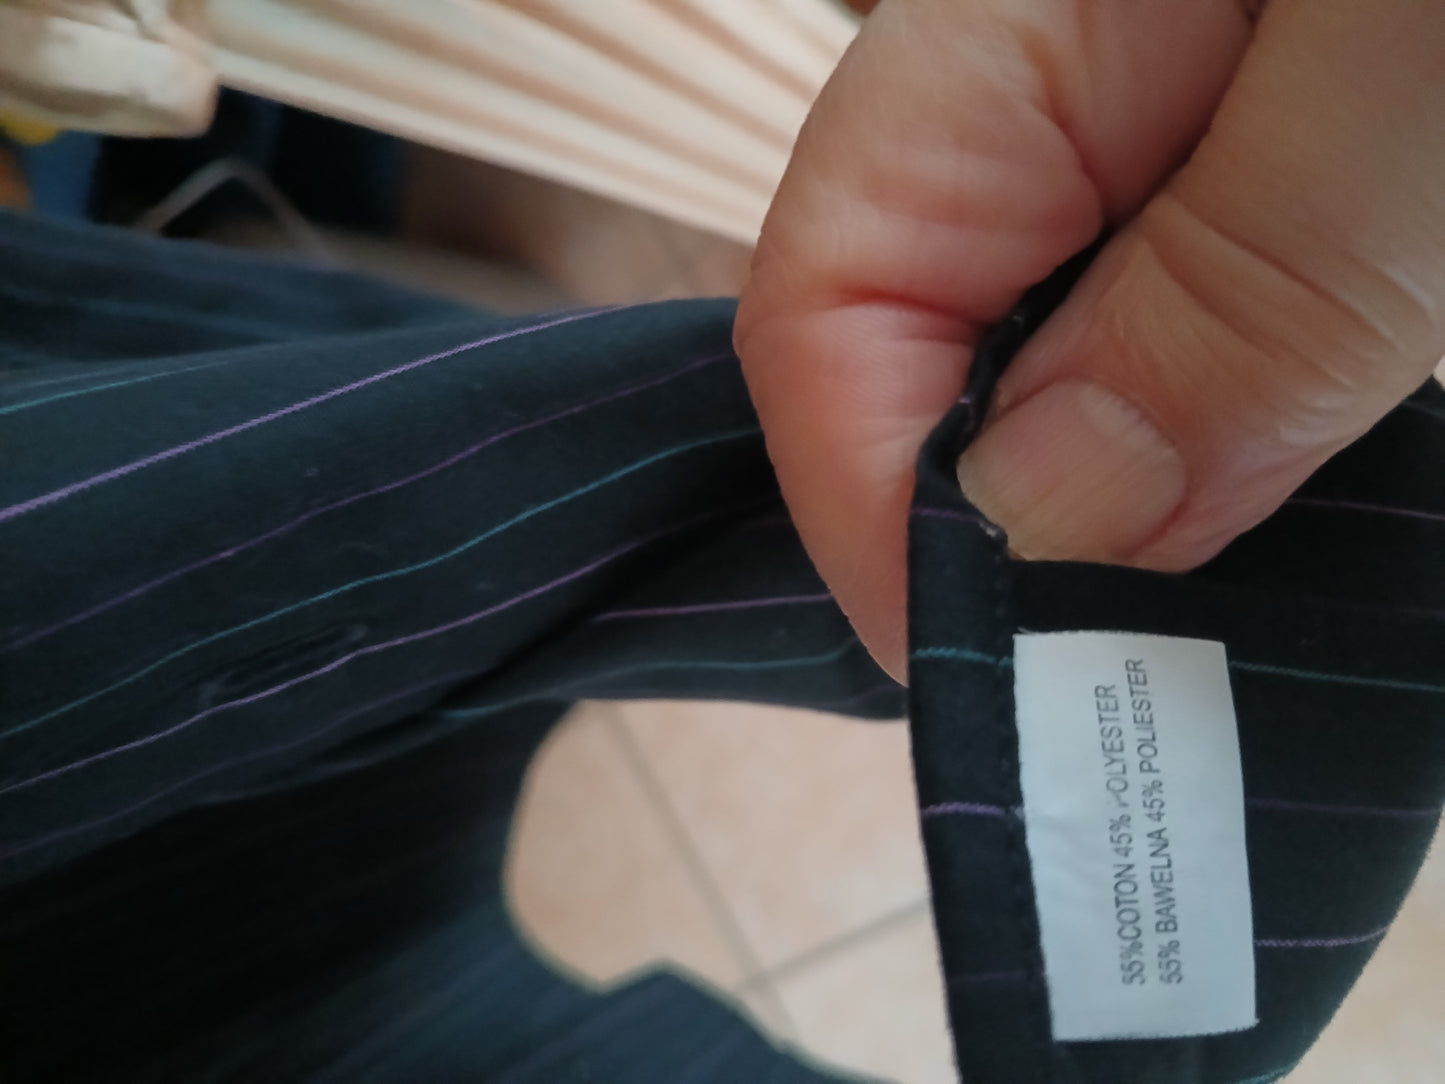 55%COTON 45% POLYESTER
55% BAWELNA 45% POLIESTER